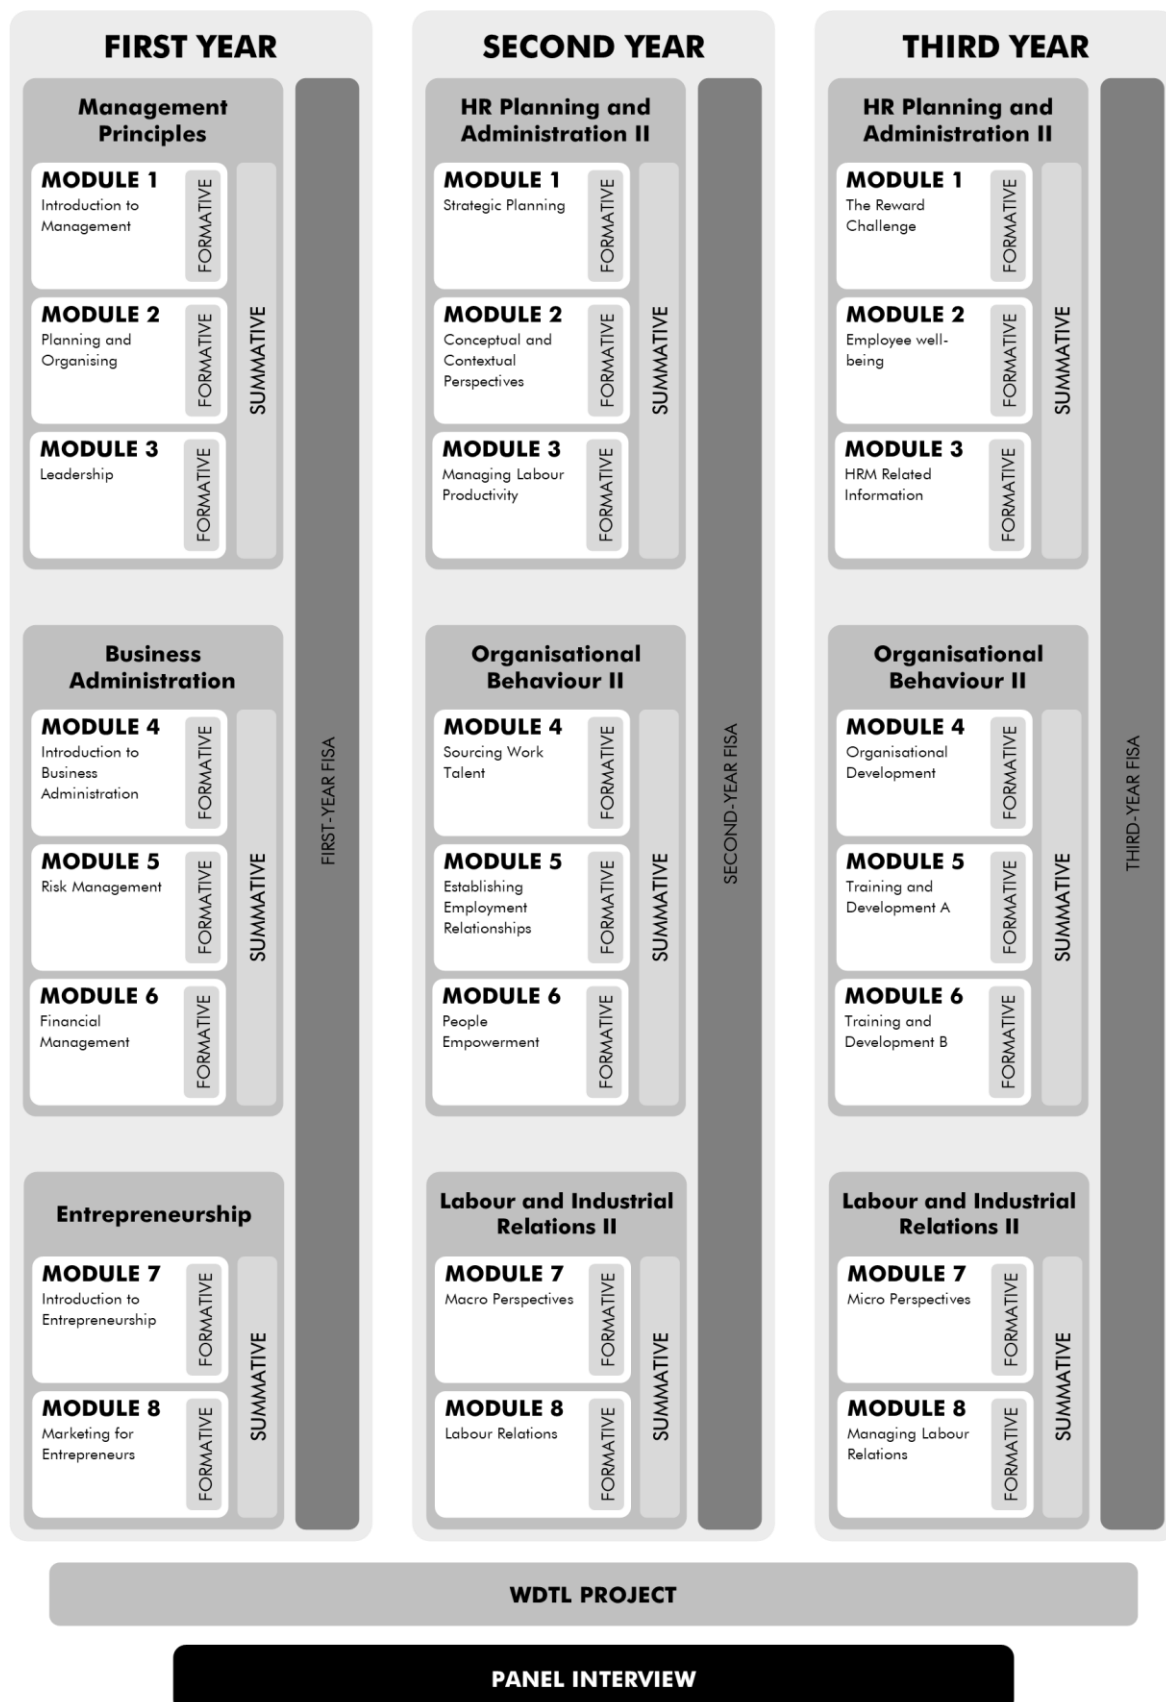 FIRST YEAR
Management
Principles
MODULE 1
Introduction to
Management
FORMATIVE
MODULE 2
Planning and
Organising
FORMATIVE
MODULE 3
Leadership
FORMATIVE
SUMMATIVE
Business
Administration
MODULE 4
Introduction to
Business
Administration
FORMATIVE
MODULE 5
Risk Management
FORMATIVE
MODULE 6
Financial
Management
FORMATIVE
SUMMATIVE
Entrepreneurship
MODULE 7
Introduction to
Entrepreneurship
FORMATIVE
MODULE 8
Marketing for
Entrepreneurs
FORMATIVE
SUMMATIVE
FIRST-YEAR FISA
SECOND YEAR
HR Planning and
Administration II
MODULE 1
Strategic Planning
FORMATIVE
MODULE 2
Conceptual and
Contextual
Perspectives
FORMATIVE
MODULE 3
Managing Labour
Productivity
FORMATIVE
SUMMATIVE
Organisational
Behaviour II
MODULE 4
Sourcing Work
Talent
FORMATIVE
MODULE 5
Establishing
Employment
Relationships
FORMATIVE
MODULE 6
People
Empowerment
FORMATIVE
SUMMATIVE
Labour and Industrial
Relations II
MODULE 7
Macro Perspectives
FORMATIVE
MODULE 8
Labour Relations
FORMATIVE
SUMMATIVE
SECOND-YEAR FISA
THIRD YEAR
HR Planning and
Administration II
MODULE 1
The Reward
Challenge
FORMATIVE
MODULE 2
Employee well-
being
FORMATIVE
MODULE 3
HRM Related
Information
FORMATIVE
SUMMATIVE
Organisational
Behaviour II
MODULE 4
Organisational
Development
FORMATIVE
MODULE 5
Training and
Development A
FORMATIVE
MODULE 6
Training and
Development B
FORMATIVE
SUMMATIVE
Labour and Industrial
Relations II
MODULE 7
Micro Perspectives
FORMATIVE
MODULE 8
Managing Labour
Relations
FORMATIVE
SUMMATIVE
THIRD-YEAR FISA
WDTL PROJECT
PANEL INTERVIEW